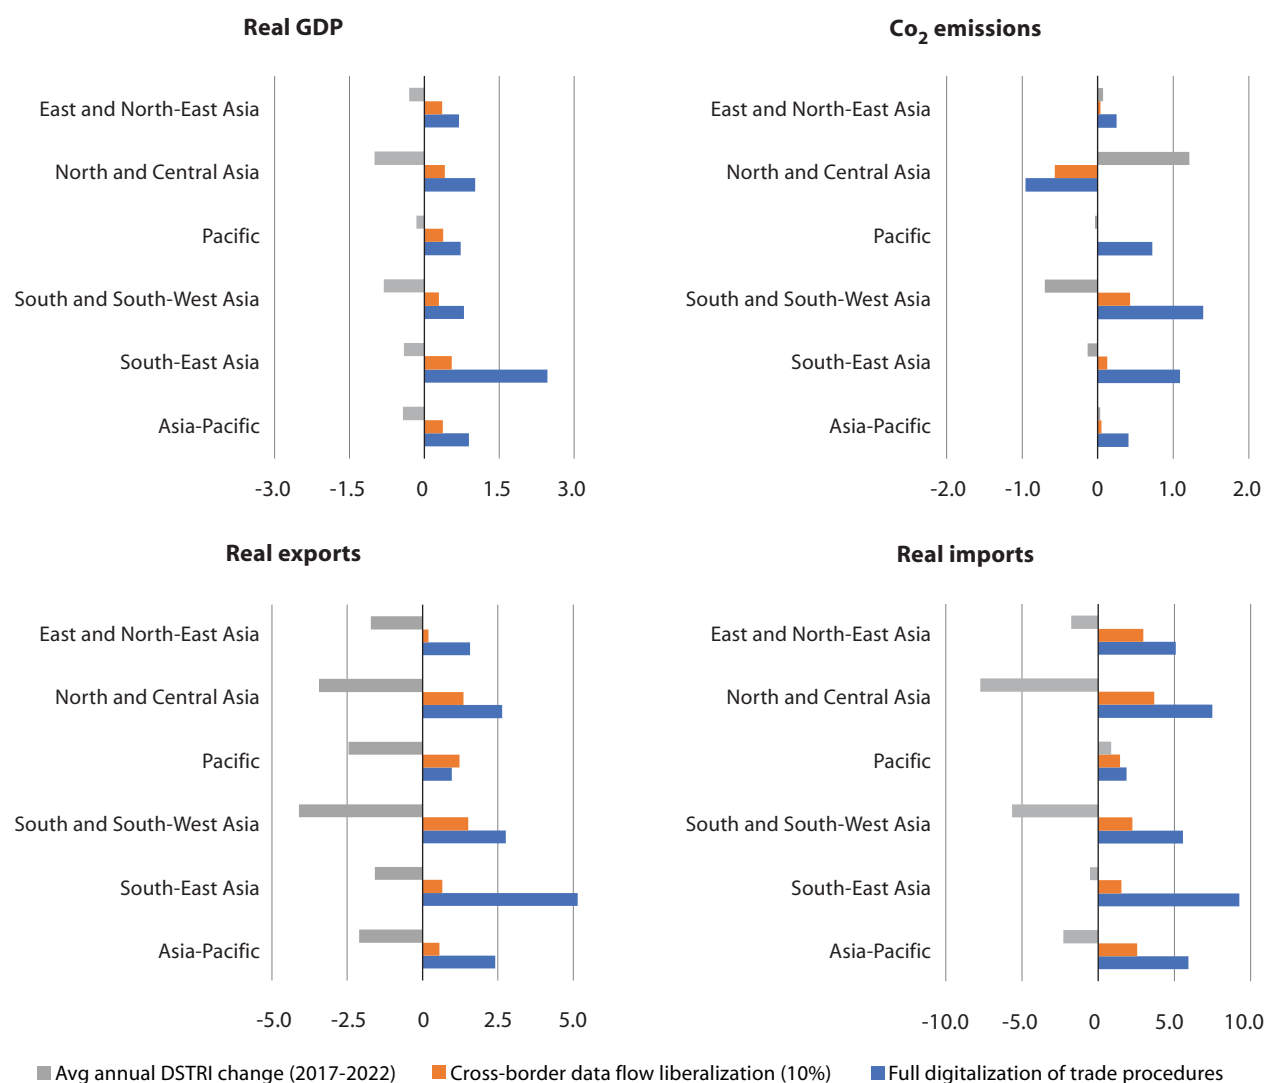 Real GDP
East and North-East Asia
North and Central Asia
Pacific
South and South-West Asia
South-East Asia
Asia-Pacific
-3.0 -1.5 0 1.5 3.0
Co2 emissions
East and North-East Asia
North and Central Asia
Pacific
South and South-West Asia
South-East Asia
Asia-Pacific
-2.0 -1.0 0 1.0 2.0
Real exports
East and North-East Asia
North and Central Asia
Pacific
South and South-West Asia
South-East Asia
Asia-Pacific
-5.0 -2.5 0 2.5 5.0
Real imports
East and North-East Asia
North and Central Asia
Pacific
South and South-West Asia
South-East Asia
Asia-Pacific
-10.0 -5.0 0 5.0 10.0
Avg annual DSTRI change (2017-2022) Cross-border data flow liberalization (10%) Full digitalization of trade procedures